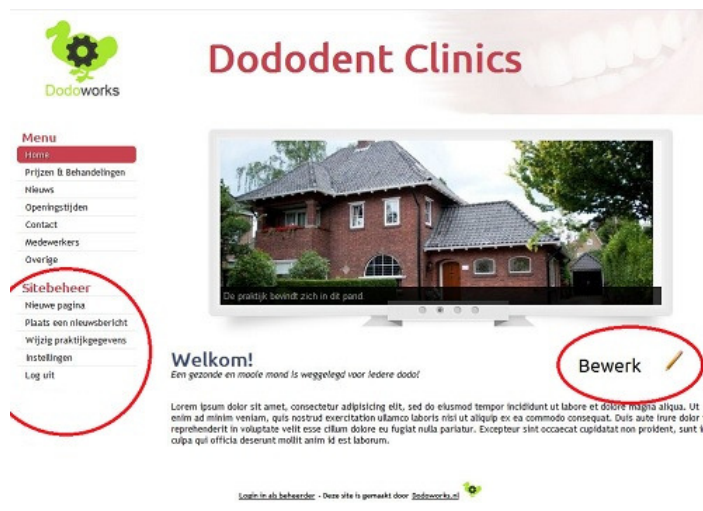 Dododent Clinics
Dodoworks
Menu
Home
Prijzen & Behandelingen
Nieuws
Openingstijden
Contact
Medewerkers
Overige
Sitebeheer
Nieuwe pagina
Plaats een nieuwsbericht
Wijzig praktijkgegevens
Instellingen
Log uit
De praktijk bevindt zich in dit pand.
Welkom!
Een gezonde en mooie mond is weggelegd voor iedere dodo!
Bewerk
Lorem ipsum dolor sit amet, consectetur adipisicing elit, sed do eiusmod tempor incididunt ut labore et dolore magna aliqua. Ut
enim ad minim veniam, quis nostrud exercitation ullamco laboris nisi ut aliquip ex ea commodo consequat. Duis aute irure dolor
reprehenderit in voluptate velit esse cillum dolore eu fugiat nulla pariatur. Excepteur sint occaecat cupidatat non proident, sunt
culpa qui officia deserunt mollit anim id est laborum.
Login in als beheerder - Deze site is gemaakt door Dodoworks.nl